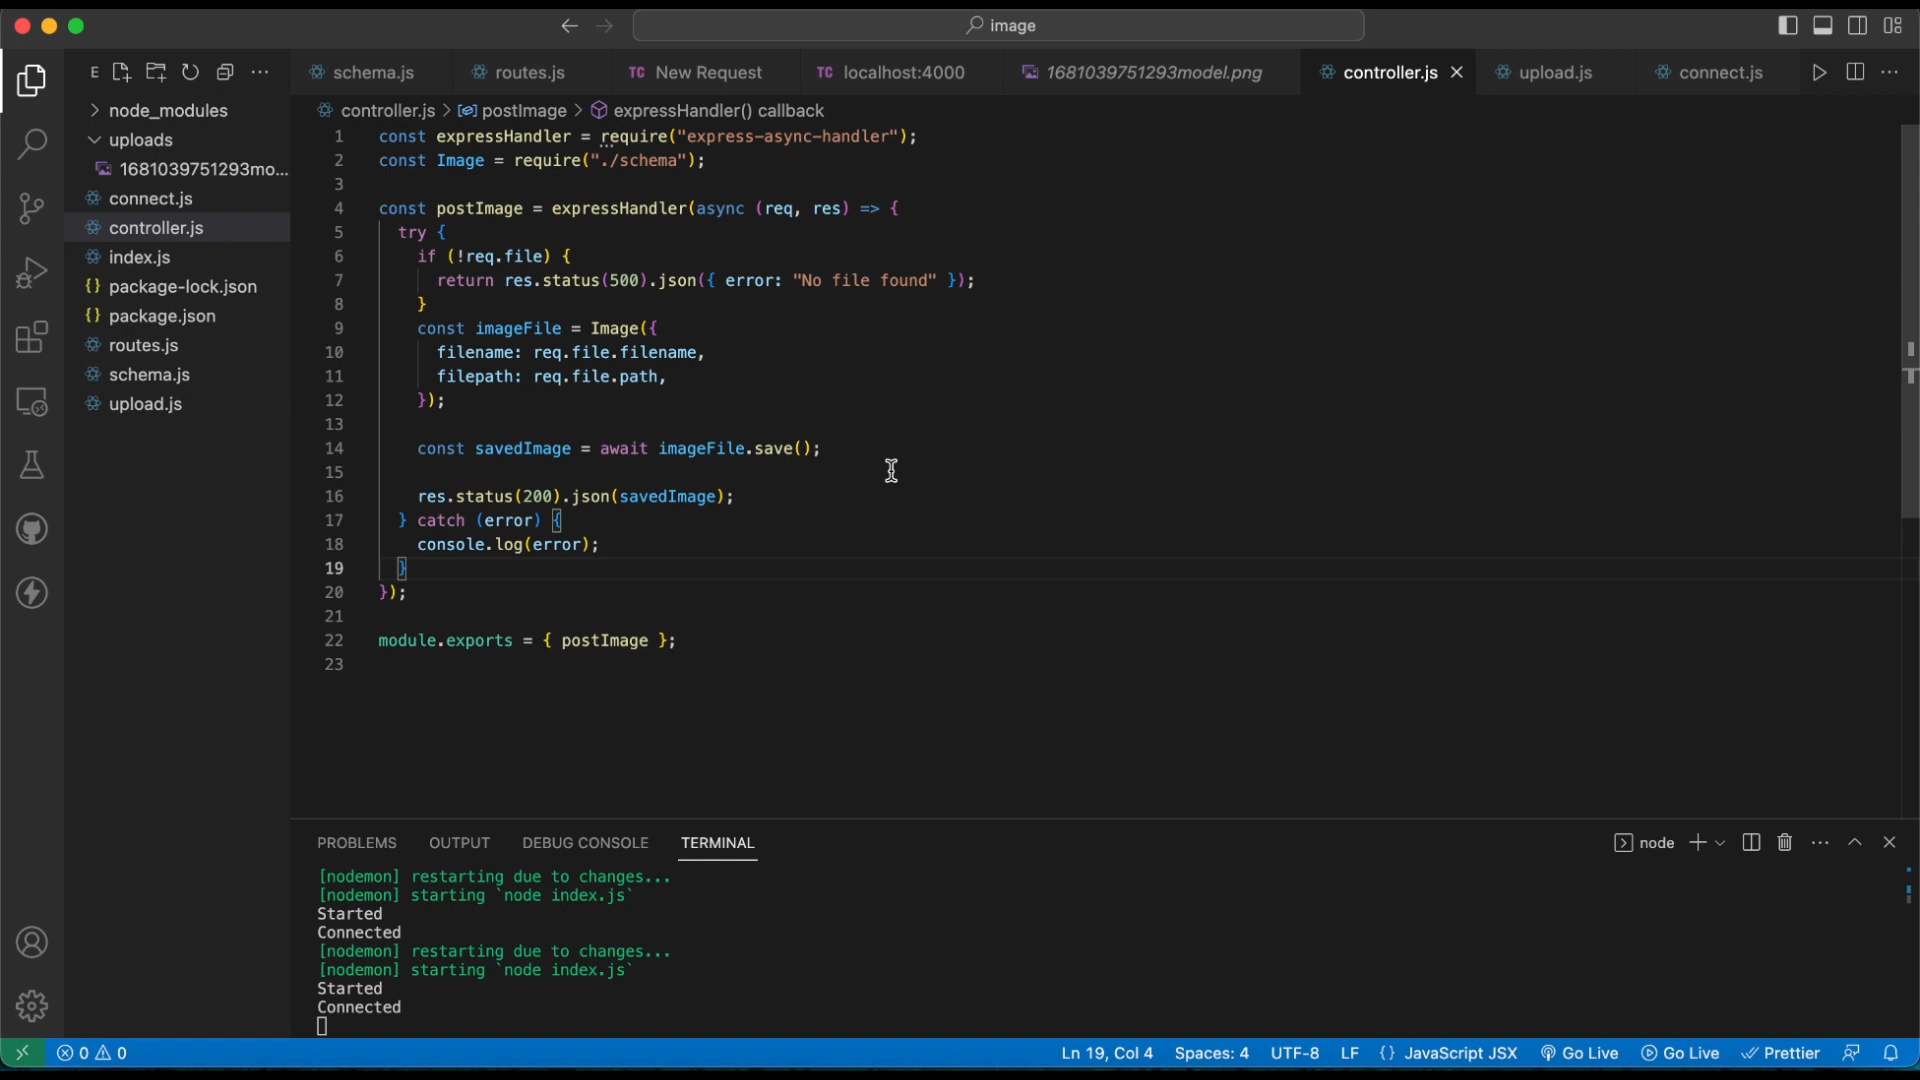 image
E
schema.js
routes.js
TC New Request
TC localhost:4000
1681039751293model.png
controller.js
upload.js
connect.js
node_modules
uploads
1681039751293mo...
connect.js
controller.js
index.js
{} package-lock.json
{} package.json
routes.js
schema.js
upload.js
controller.js > postImage > expressHandler() callback
1 const expressHandler = require("express-async-handler");
2 const Image = require("./schema");
3
4 const postImage = expressHandler(async (req, res) => {
5 try {
6 if (!req.file) {
7 return res.status(500).json({ error: "No file found" });
8 }
9 const imageFile = Image({
10 filename: req.file.filename,
11 filepath: req.file.path,
12 });
13
14 const savedImage = await imageFile.save();
15
16 res.status(200).json(savedImage);
17 } catch (error) {
18 console.log(error);
19 }
20 });
21
22 module.exports = { postImage };
23
PROBLEMS OUTPUT DEBUG CONSOLE TERMINAL
node
[nodemon] restarting due to changes...
[nodemon] starting `node index.js`
Started
Connected
[nodemon] restarting due to changes...
[nodemon] starting `node index.js`
Started
Connected
0 0
Ln 19, Col 4 Spaces: 4 UTF-8 LF {} JavaScript JSX Go Live Go Live Prettier